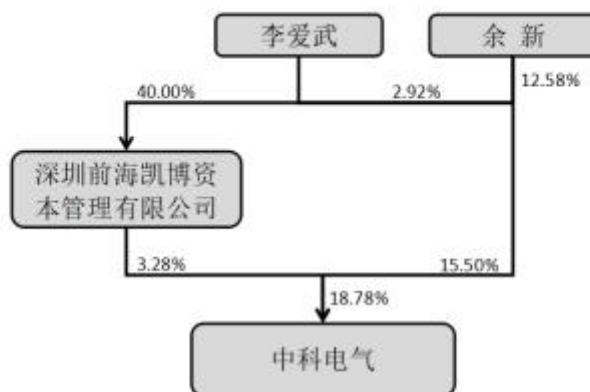 李爱武
余 新
40.00%
2.92%
12.58%
深圳前海凯博资
本管理有限公司
3.28%
15.50%
18.78%
中科电气